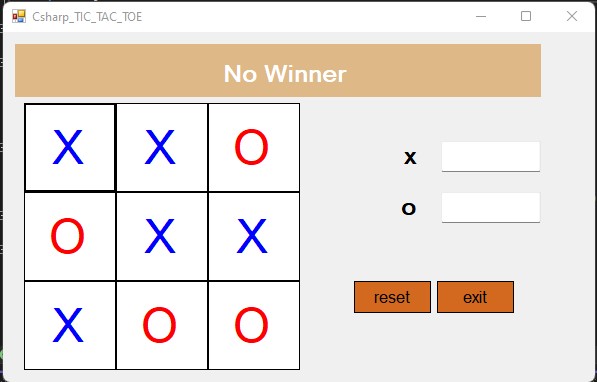 Csharp_TIC_TAC_TOE
No Winner
X X O
O X X
X O O
x
o
reset exit